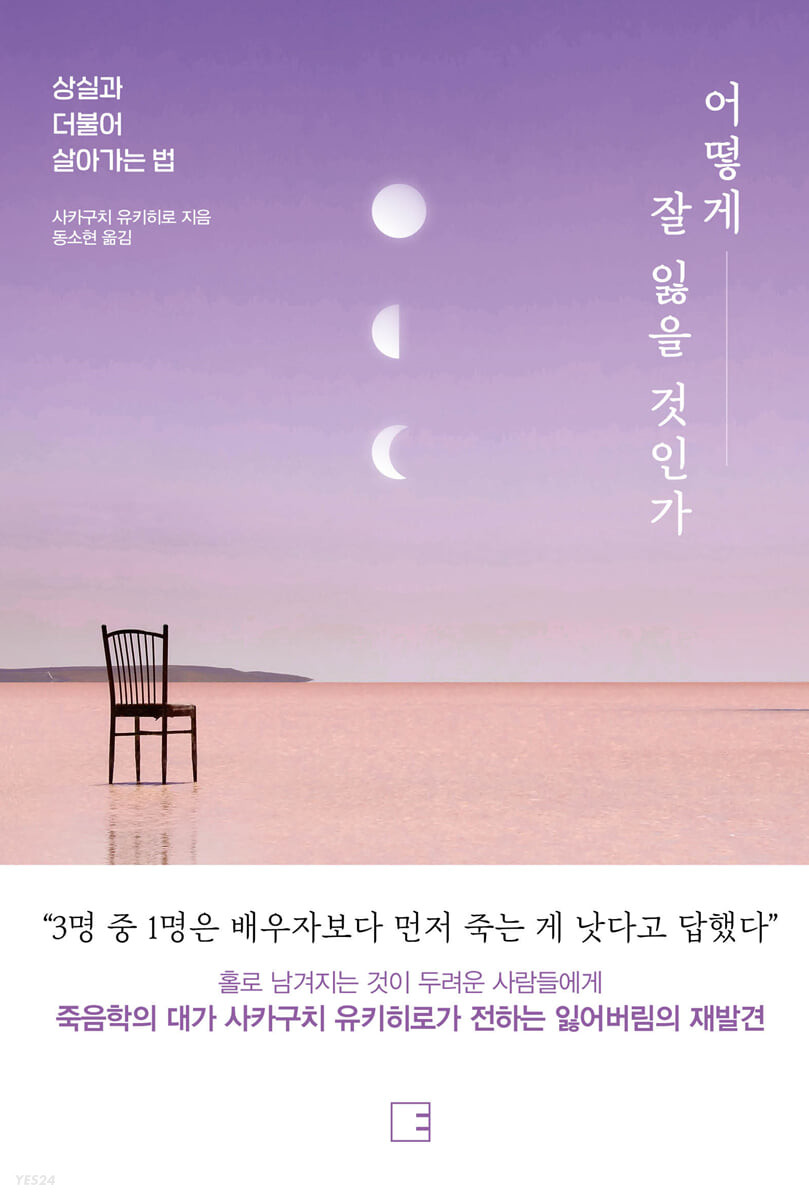 상실과
더불어
살아가는 법
사카구치 유키히로 지음
동소현 옮김
어떻게
잘 잃을 것인가
“3명 중 1명은 배우자보다 먼저 죽는 게 낫다고 답했다”
홀로 남겨지는 것이 두려운 사람들에게
죽음학의 대가 사카구치 유키히로가 전하는 잃어버림의 재발견
YES24